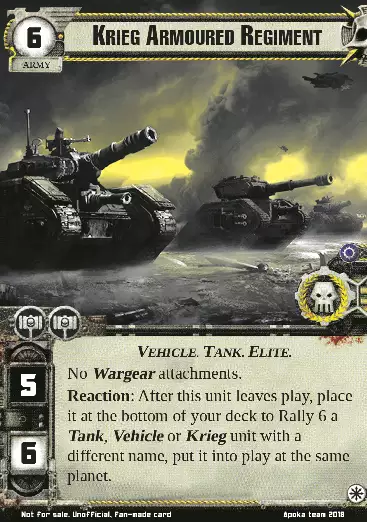 6
KRIEG ARMOURED REGIMENT
ARMY
VEHICLE. TANK. ELITE.
5
No Wargear attachments.
Reaction: After this unit leaves play, place
it at the bottom of your deck to Rally 6 a
6
Tank, Vehicle or Krieg unit with a
different name, put it into play at the same
planet.
Not for sale. Unofficial. Fan-made card
Apoka team 2018